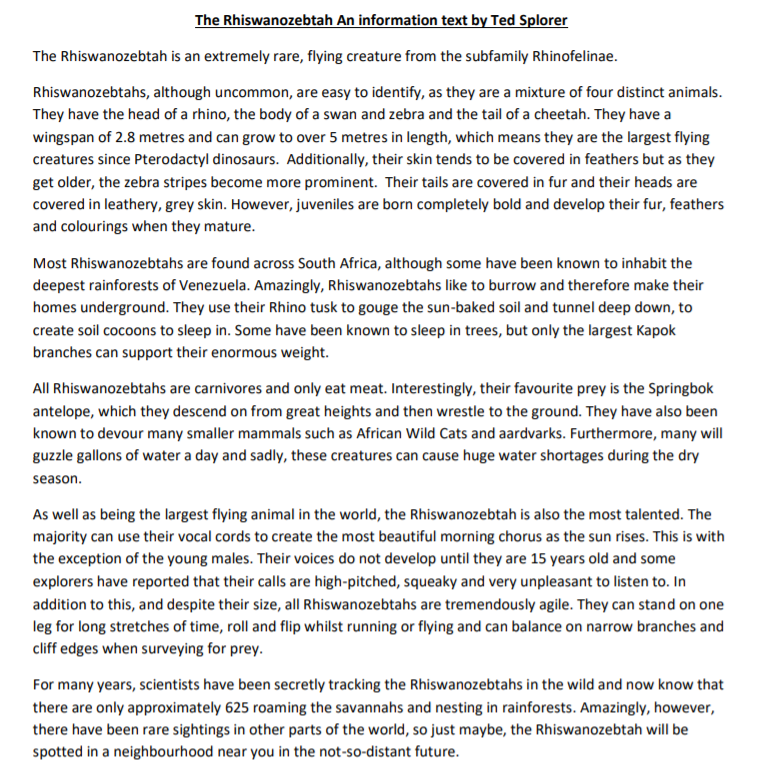 The Rhiswanozebtah An information text by Ted Splorer
The Rhiswanozebtah is an extremely rare, flying creature from the subfamily Rhinofelinae.
Rhiswanozebtahs, although uncommon, are easy to identify, as they are a mixture of four distinct animals.
They have the head of a rhino, the body of a swan and zebra and the tail of a cheetah. They have a
wingspan of 2.8 metres and can grow to over 5 metres in length, which means they are the largest flying
creatures since Pterodactyl dinosaurs.  Additionally, their skin tends to be covered in feathers but as they
get older, the zebra stripes become more prominent.  Their tails are covered in fur and their heads are
covered in leathery, grey skin. However, juveniles are born completely bold and develop their fur, feathers
and colourings when they mature.
Most Rhiswanozebtahs are found across South Africa, although some have been known to inhabit the
deepest rainforests of Venezuela. Amazingly, Rhiswanozebtahs like to burrow and therefore make their
homes underground. They use their Rhino tusk to gouge the sun-baked soil and tunnel deep down, to
create soil cocoons to sleep in. Some have been known to sleep in trees, but only the largest Kapok
branches can support their enormous weight.
All Rhiswanozebtahs are carnivores and only eat meat. Interestingly, their favourite prey is the Springbok
antelope, which they descend on from great heights and then wrestle to the ground. They have also been
known to devour many smaller mammals such as African Wild Cats and aardvarks. Furthermore, many will
guzzle gallons of water a day and sadly, these creatures can cause huge water shortages during the dry
season.
As well as being the largest flying animal in the world, the Rhiswanozebtah is also the most talented. The
majority can use their vocal cords to create the most beautiful morning chorus as the sun rises. This is with
the exception of the young males. Their voices do not develop until they are 15 years old and some
explorers have reported that their calls are high-pitched, squeaky and very unpleasant to listen to. In
addition to this, and despite their size, all Rhiswanozebtahs are tremendously agile. They can stand on one
leg for long stretches of time, roll and flip whilst running or flying and can balance on narrow branches and
cliff edges when surveying for prey.
For many years, scientists have been secretly tracking the Rhiswanozebtahs in the wild and now know that
there are only approximately 625 roaming the savannahs and nesting in rainforests. Amazingly, however,
there have been rare sightings in other parts of the world, so just maybe, the Rhiswanozebtah will be
spotted in a neighbourhood near you in the not-so-distant future.